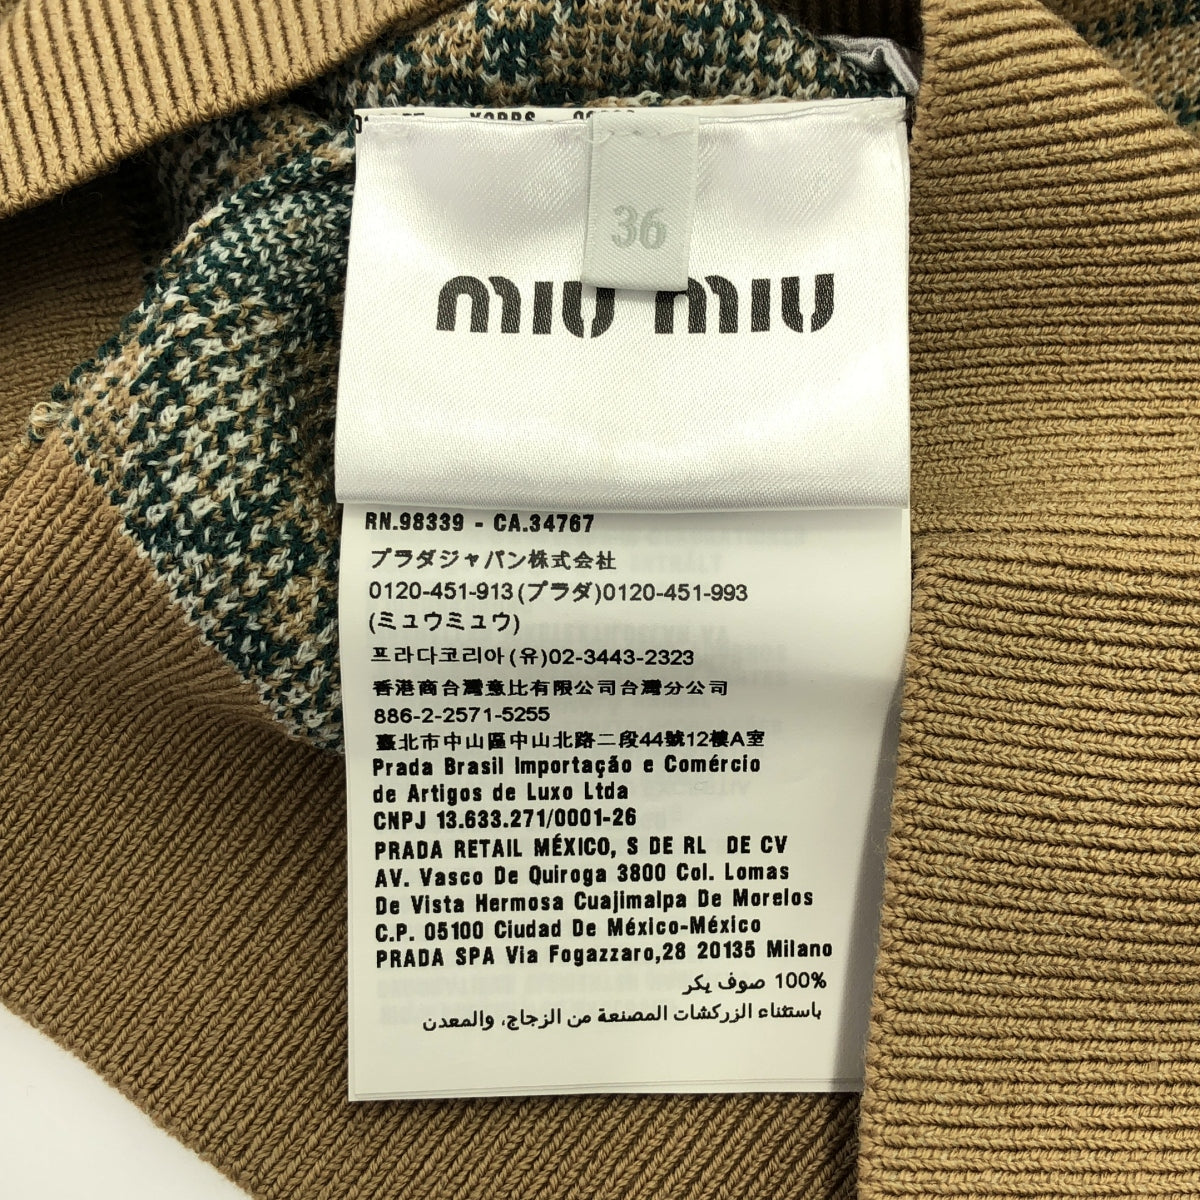 36
miu miu
RN.98339 - CA.34767
プラダジャパン株式会社
0120-451-913(プラダ)0120-451-993
(ミュウミュウ)
프라다코리아(유)02-3443-2323
香港商台灣意比有限公司台灣分公司
886-2-2571-5255
臺北市中山區中山北路二段44號12樓A室
Prada Brasil Importação e Comércio
de Artigos de Luxo Ltda
CNPJ 13.633.271/0001-26
PRADA RETAIL MÉXICO, S DE RL DE CV
AV. Vasco De Quiroga 3800 Col. Lomas
De Vista Hermosa Cuajimalpa De Morelos
C.P. 05100 Ciudad De México-México
PRADA SPA Via Fogazzaro,28 20135 Milano
100% صوف يكر
باستثناء الزركشات المصنعة من الزجاج، والمعدن